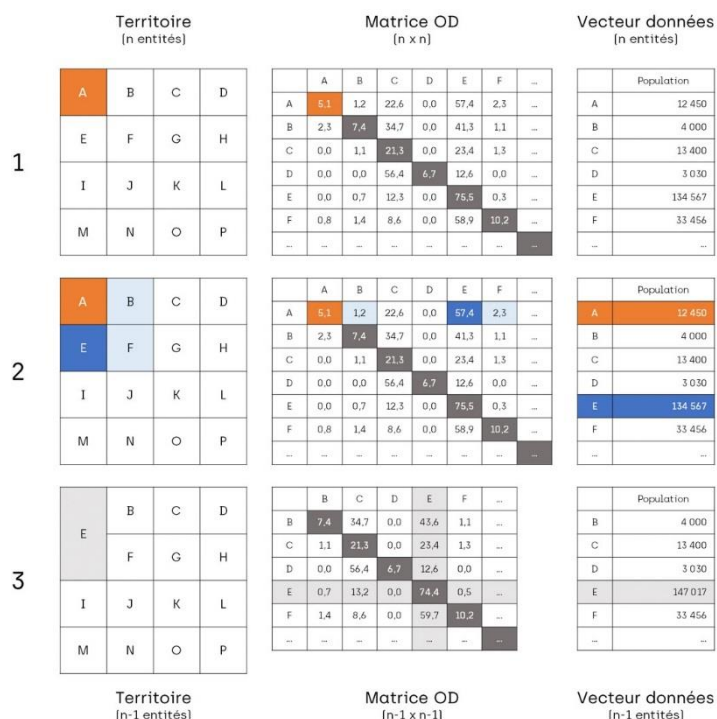 Territoire
(n entités)
Matrice OD
(n x n)
Vecteur données
(n entités)
1
A B C D
E F G H
I J K L
M N O P
A B C D E F ...
A 5,1 1,2 22,6 0,0 57,4 2,3 ...
B 2,3 7,4 34,7 0,0 41,3 1,1 ...
C 0,0 1,1 21,3 0,0 23,4 1,3 ...
D 0,0 0,0 56,4 6,7 12,6 0,0 ...
E 0,0 0,7 12,3 0,0 75,5 0,3 ...
F 0,8 1,4 8,6 0,0 58,9 10,2 ...
... ... ... ... ... ... ... ...
Population
A 12 450
B 4 000
C 13 400
D 3 030
E 134 567
F 33 456
... ...
2
A B C D
E F G H
I J K L
M N O P
A B C D E F ...
A 5,1 1,2 22,6 0,0 57,4 2,3 ...
B 2,3 7,4 34,7 0,0 41,3 1,1 ...
C 0,0 1,1 21,3 0,0 23,4 1,3 ...
D 0,0 0,0 56,4 6,7 12,6 0,0 ...
E 0,0 0,7 12,3 0,0 75,5 0,3 ...
F 0,8 1,4 8,6 0,0 58,9 10,2 ...
... ... ... ... ... ... ... ...
Population
A 12 450
B 4 000
C 13 400
D 3 030
E 134 567
F 33 456
... ...
3
E B C D
F G H
I J K L
M N O P
B C D E F ...
B 7,4 34,7 0,0 43,6 1,1 ...
C 1,1 21,3 0,0 23,4 1,3 ...
D 0,0 56,4 6,7 12,6 0,0 ...
E 0,7 13,2 0,0 74,4 0,5 ...
F 1,4 8,6 0,0 59,7 10,2 ...
... ... ... ... ... ... ...
Population
B 4 000
C 13 400
D 3 030
E 147 017
F 33 456
... ...
Territoire
(n-1 entités)
Matrice OD
(n-1 x n-1)
Vecteur données
(n-1 entités)